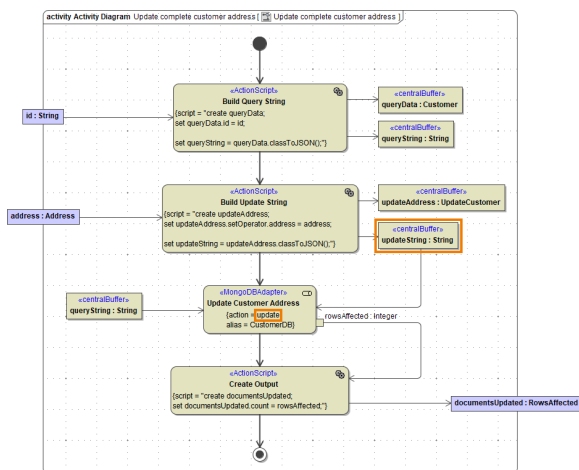 activity Activity Diagram Update complete customer address [ Update complete customer address ]
«ActionScript»
Build Query String
{script = "create queryData;
set queryData.id = id;
set queryString = queryData.classToJSON();"}
id : String
«centralBuffer»
queryData : Customer
«centralBuffer»
queryString : String
«ActionScript»
Build Update String
{script = "create updateAddress;
set updateAddress.setOperator.address = address;
set updateString = updateAddress.classToJSON();"}
address : Address
«centralBuffer»
updateAddress : UpdateCustomer
«centralBuffer»
updateString : String
«MongoDBAdapter»
Update Customer Address
{action = update
alias = CustomerDB}
«centralBuffer»
queryString : String
rowsAffected : Integer
«ActionScript»
Create Output
{script = "create documentsUpdated;
set documentsUpdated.count = rowsAffected;"}
documentsUpdated : RowsAffected